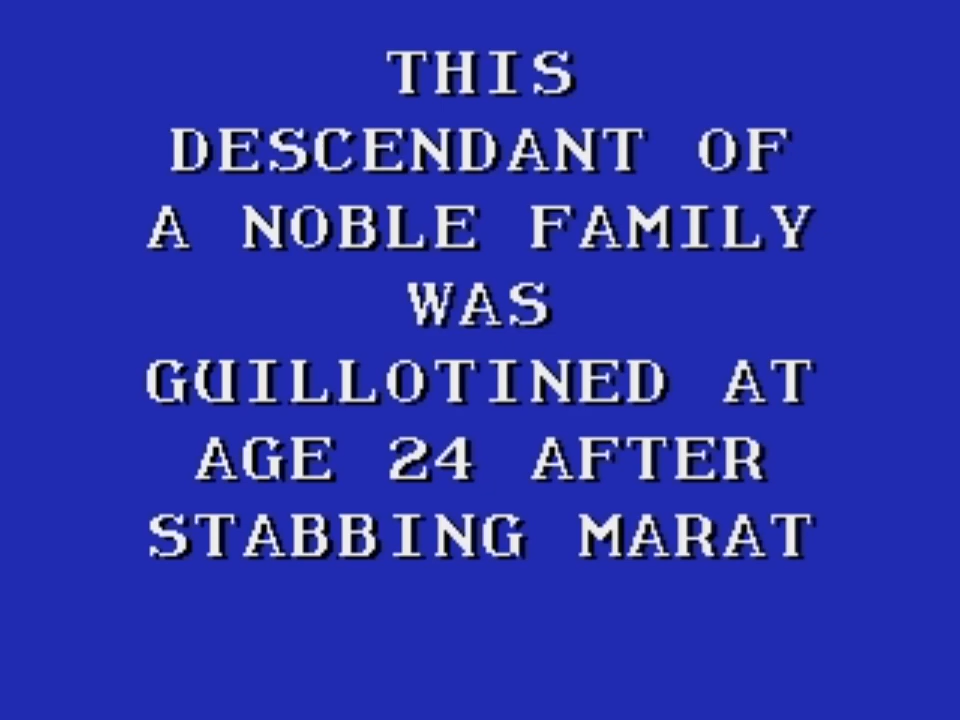 THIS
DESCENDANT OF
A NOBLE FAMILY
WAS
GUILLOTINED AT
AGE 24 AFTER
STABBING MARAT